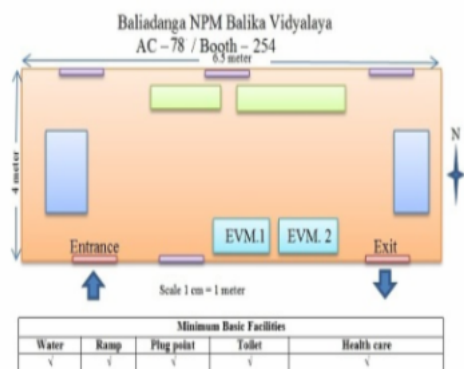 Baliadanga NPM Balika Vidyalaya
AC – 78 / Booth – 254
6.5 meter
4 meter
N
EVM.1 EVM. 2
Entrance Exit
Scale 1 cm = 1 meter
Minimum Basic Facilities
Water Ramp Plug point Toilet Health care
√ √ √ √ √